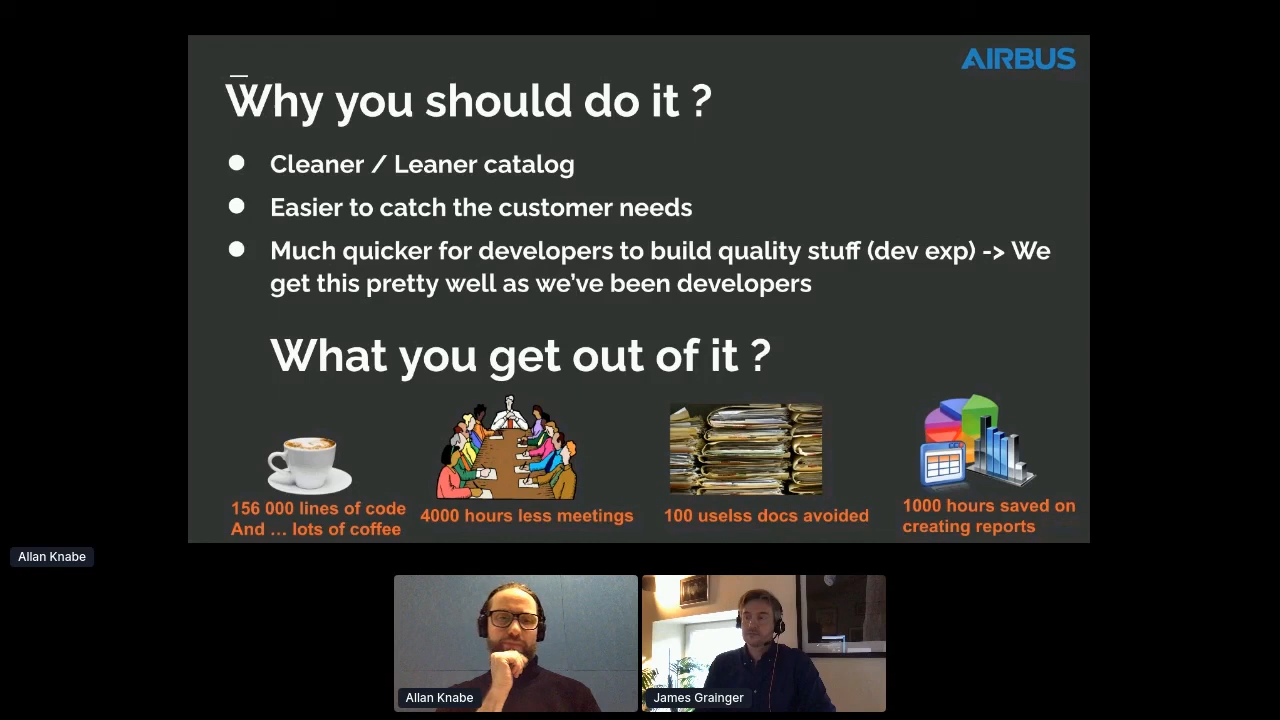 AIRBUS
Why you should do it ?
Cleaner / Leaner catalog
Easier to catch the customer needs
Much quicker for developers to build quality stuff (dev exp) -> We
get this pretty well as we've been developers
What you get out of it ?
156 000 lines of code
And ... lots of coffee
4000 hours less meetings
100 uselss docs avoided
1000 hours saved on
creating reports
Allan Knabe
Allan Knabe
James Grainger